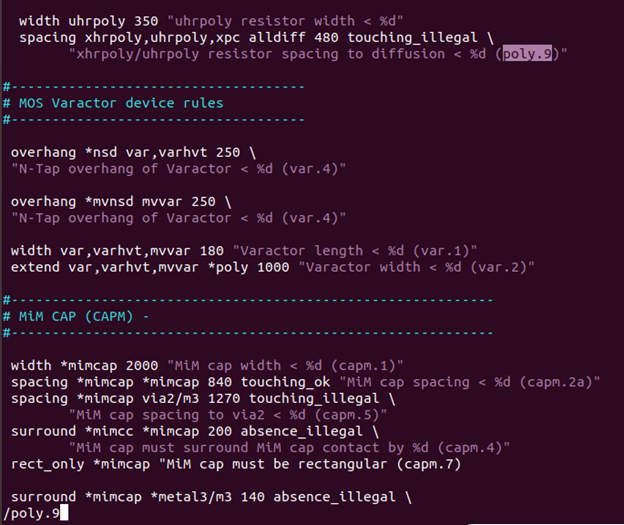 width uhrpoly 350 "uhrpoly resistor width < %d"
spacing xhrpoly,uhrpoly,xpc alldiff 480 touching_illegal \
"xhrpoly/uhrpoly resistor spacing to diffusion < %d (poly.9)"
#-----------------------------------
# MOS Varactor device rules
#-----------------------------------
overhang *nsd var,varhvt 250 \
"N-Tap overhang of Varactor < %d (var.4)"
overhang *mvnsd mvvar 250 \
"N-Tap overhang of Varactor < %d (var.4)"
width var,varhvt,mvvar 180 "Varactor length < %d (var.1)"
extend var,varhvt,mvvar *poly 1000 "Varactor width < %d (var.2)"
#----------------------------------------------------------
# MiM CAP (CAPM) -
#----------------------------------------------------------
width *mimcap 2000 "MiM cap width < %d (capm.1)"
spacing *mimcap *mimcap 840 touching_ok "MiM cap spacing < %d (capm.2a)"
spacing *mimcap via2/m3 1270 touching_illegal \
"MiM cap spacing to via2 < %d (capm.5)"
surround *mimcc *mimcap 200 absence_illegal \
"MiM cap must surround MiM cap contact by %d (capm.4)"
rect_only *mimcap "MiM cap must be rectangular (capm.7)
surround *mimcap *metal3/m3 140 absence_illegal \
/poly.9